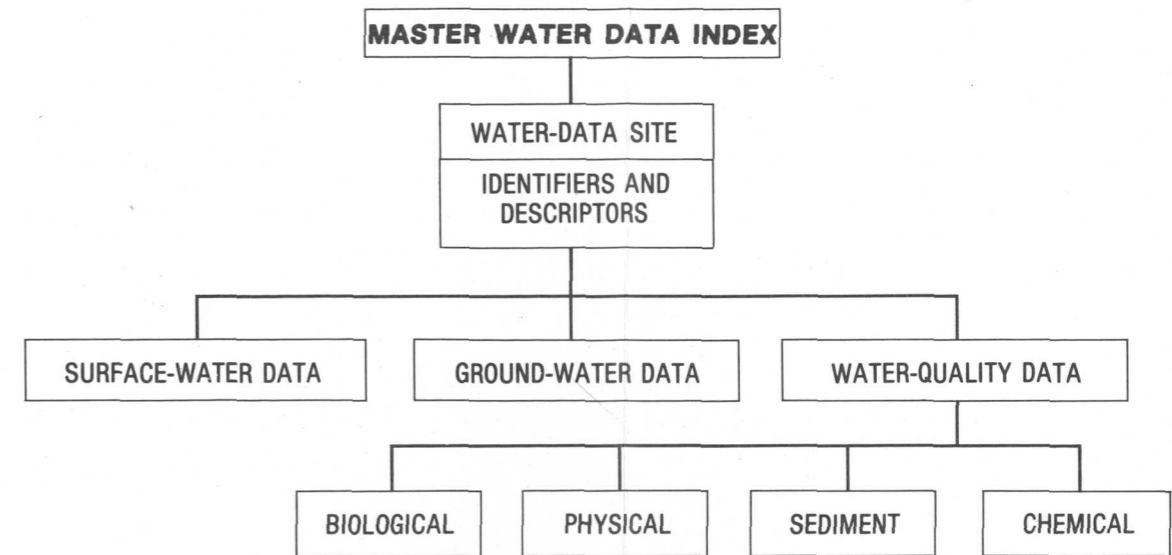 MASTER WATER DATA INDEX
WATER-DATA SITE
IDENTIFIERS AND
DESCRIPTORS
SURFACE-WATER DATA
GROUND-WATER DATA
WATER-QUALITY DATA
BIOLOGICAL
PHYSICAL
SEDIMENT
CHEMICAL